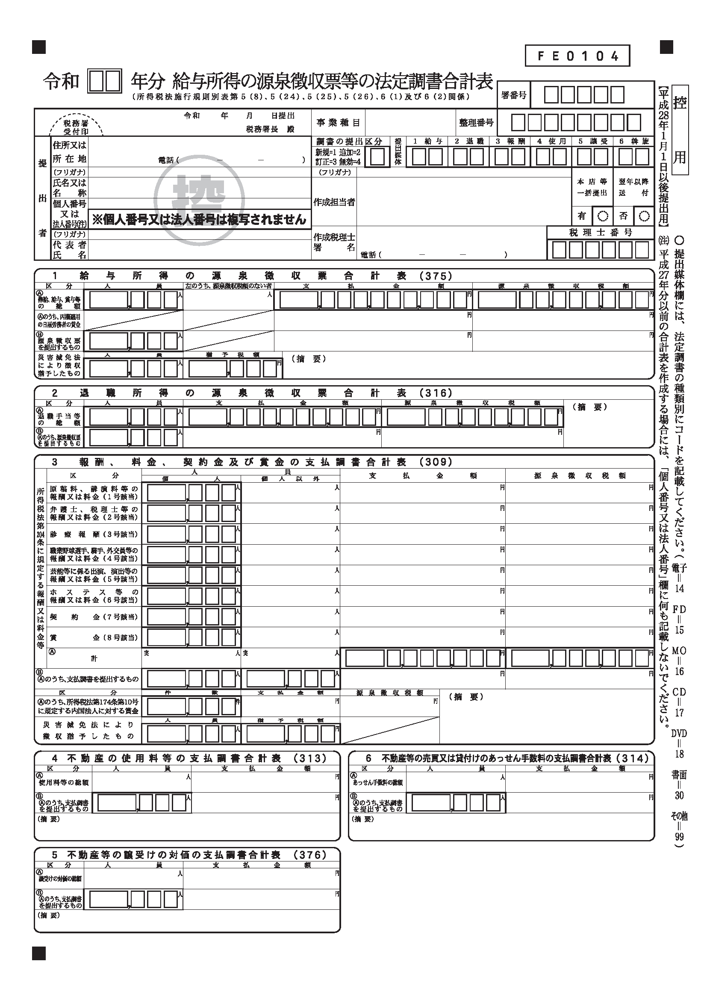 FE0104
令和 年分 給与所得の源泉徴収票等の法定調書合計表
(所得税法施行規則別表第5(8)、5(24)、5(25)、5(26)、6(1)及び6(2)関係)
署番号
税務署
受付印
令和 年 月 日提出
税務署長 殿
事業種目
整理番号
提出者
住所又は
所在地
電話( － － )
(フリガナ)
氏名又は
名称
個人番号
又は
法人番号(注)
※個人番号又は法人番号は複写されません
控
(フリガナ)
代表者
氏名
調書の提出区分
新規=1 追加=2
訂正=3 無効=4
提出媒体
1 給与
2 退職
3 報酬
4 使用
5 譲受
6 斡旋
(フリガナ)
作成担当者
本店等
一括提出
翌年以降
送付
有
否
作成税理士
署名
電話( － － )
税理士番号
1 給与所得の源泉徴収票合計表(375)
区分 人員 左のうち、源泉徴収税額のない者 支払金額 源泉徴収税額
Ⓐ
俸給、給与、賞与等
の総額
人 人 円 円
Ⓐのうち、丙欄適用
の日雇労務者の賃金
円 円
Ⓑ
源泉徴収票
を提出するもの
人 円 円
災害減免法
により徴収
猶予したもの
人員 猶予税額
人 円
(摘要)
2 退職所得の源泉徴収票合計表(316)
区分 人員 支払金額 源泉徴収税額
(摘要)
Ⓐ
退職手当等
の総額
人 円 円
Ⓑ
Ⓐのうち、源泉徴収票
を提出するもの
人 円 円
3 報酬、料金、契約金及び賞金の支払調書合計表(309)
所得税法第204条に規定する報酬又は料金等
区分 人員 支払金額 源泉徴収税額
個人 個人以外
原稿料、講演料等の
報酬又は料金(1号該当)
人 人 円 円
弁護士、税理士等の
報酬又は料金(2号該当)
人 人 円 円
診療報酬(3号該当)
人 人 円 円
職業野球選手、騎手、外交員等の
報酬又は料金(4号該当)
人 人 円 円
芸能等に係る出演、演出等の
報酬又は料金(5号該当)
人 人 円 円
ホステス等の
報酬又は料金(6号該当)
人 人 円 円
契約金(7号該当)
人 人 円 円
賞金(8号該当)
人 人 円 円
Ⓐ
計
実 人 実 人 円 円
Ⓑ
Ⓐのうち、支払調書を提出するもの
人 人 円 円
区分 件数 支払金額 源泉徴収税額
(摘要)
Ⓐのうち、所得税法第174条第10号
に規定する内国法人に対する賞金
件 円 円
災害減免法により
徴収猶予したもの
人員 猶予税額
人 円
4 不動産の使用料等の支払調書合計表(313)
区分 人員 支払金額
Ⓐ
使用料等の総額
人 円
Ⓑ
Ⓐのうち、支払調書
を提出するもの
人 円
(摘要)
6 不動産等の売買又は貸付けのあっせん手数料の支払調書合計表(314)
区分 人員 支払金額
Ⓐ
あっせん手数料の総額
人 円
Ⓑ
Ⓐのうち、支払調書
を提出するもの
人 円
(摘要)
5 不動産等の譲受けの対価の支払調書合計表(376)
区分 人員 支払金額
Ⓐ
譲受けの対価の総額
人 円
Ⓑ
Ⓐのうち、支払調書
を提出するもの
人 円
(摘要)
控用
○ 提出媒体欄には、法定調書の種類別にコードを記載してください。(電子=14 FD=15 MO=16 CD=17 DVD=18 書面=30 その他=99)
【平成28年1月1日以後提出用】
(注) 平成27年分以前の合計表を作成する場合には、「個人番号又は法人番号」欄に何も記載しないでください。